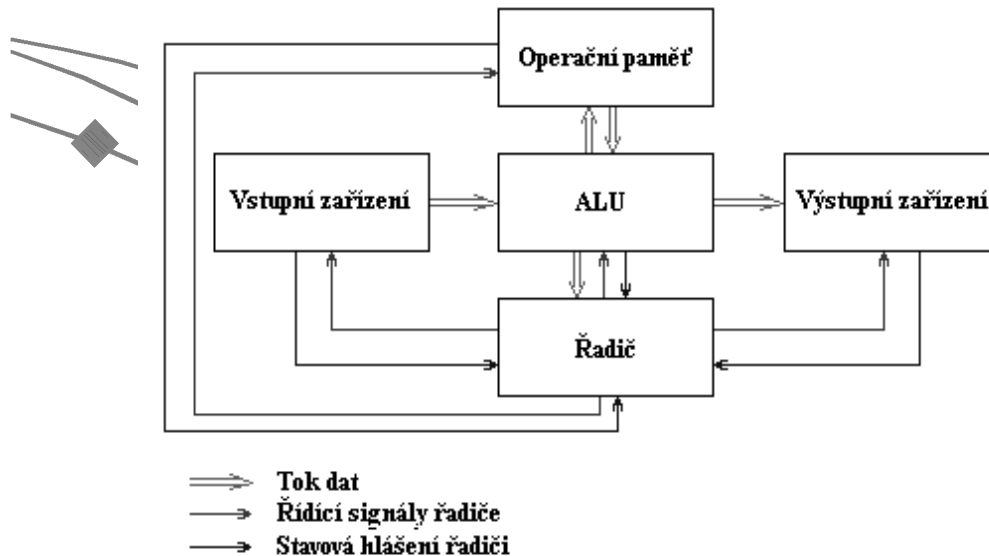 Operační paměť
Vstupní zařízení
ALU
Výstupní zařízení
Řadič
Tok dat
Řídící signály řadiče
Stavová hlášení řadiči